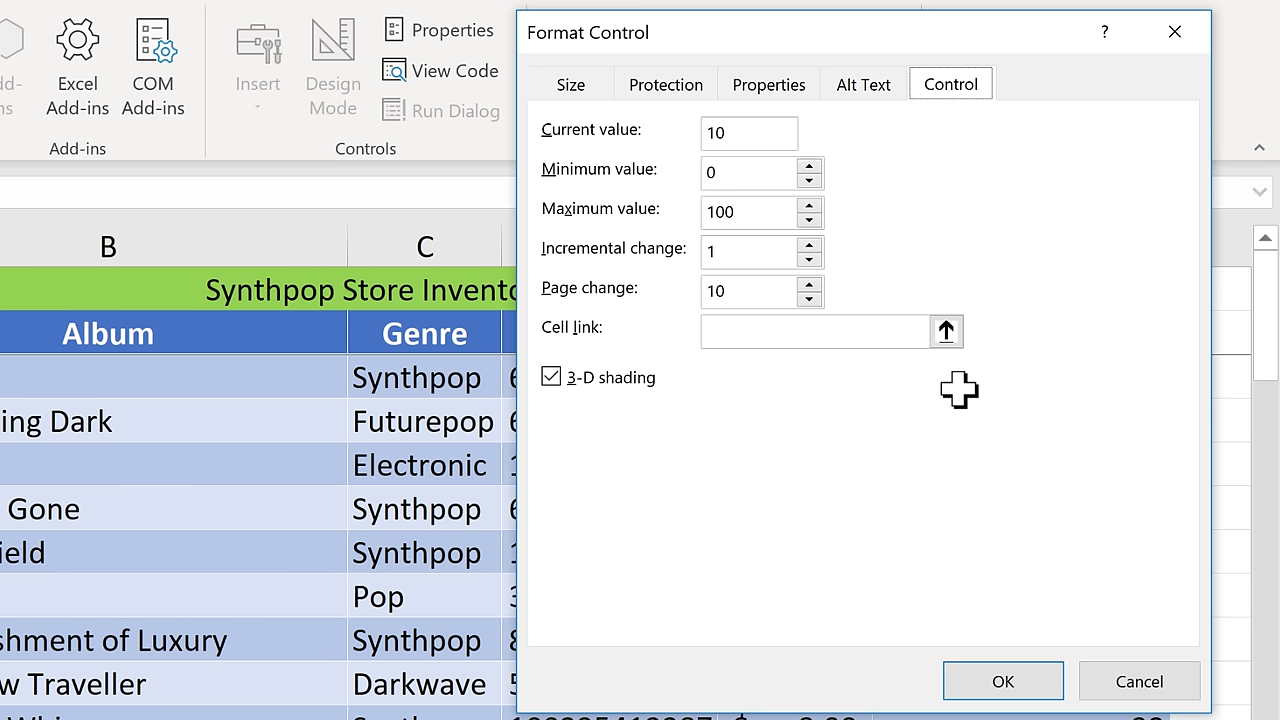 Properties
View Code
Run Dialog
Excel
Add-ins
COM
Add-ins
Insert
Design
Mode
Add-ins
Controls
Format Control
?
Size
Protection
Properties
Alt Text
Control
Current value:
10
Minimum value:
0
Maximum value:
100
Incremental change:
1
Page change:
10
Cell link:
3-D shading
OK
Cancel
B
C
Synthpop Store
Album
Genre
Synthpop
ing Dark
Futurepop
Electronic
Gone
Synthpop
ield
Synthpop
Pop
shment of Luxury
Synthpop
w Traveller
Darkwave